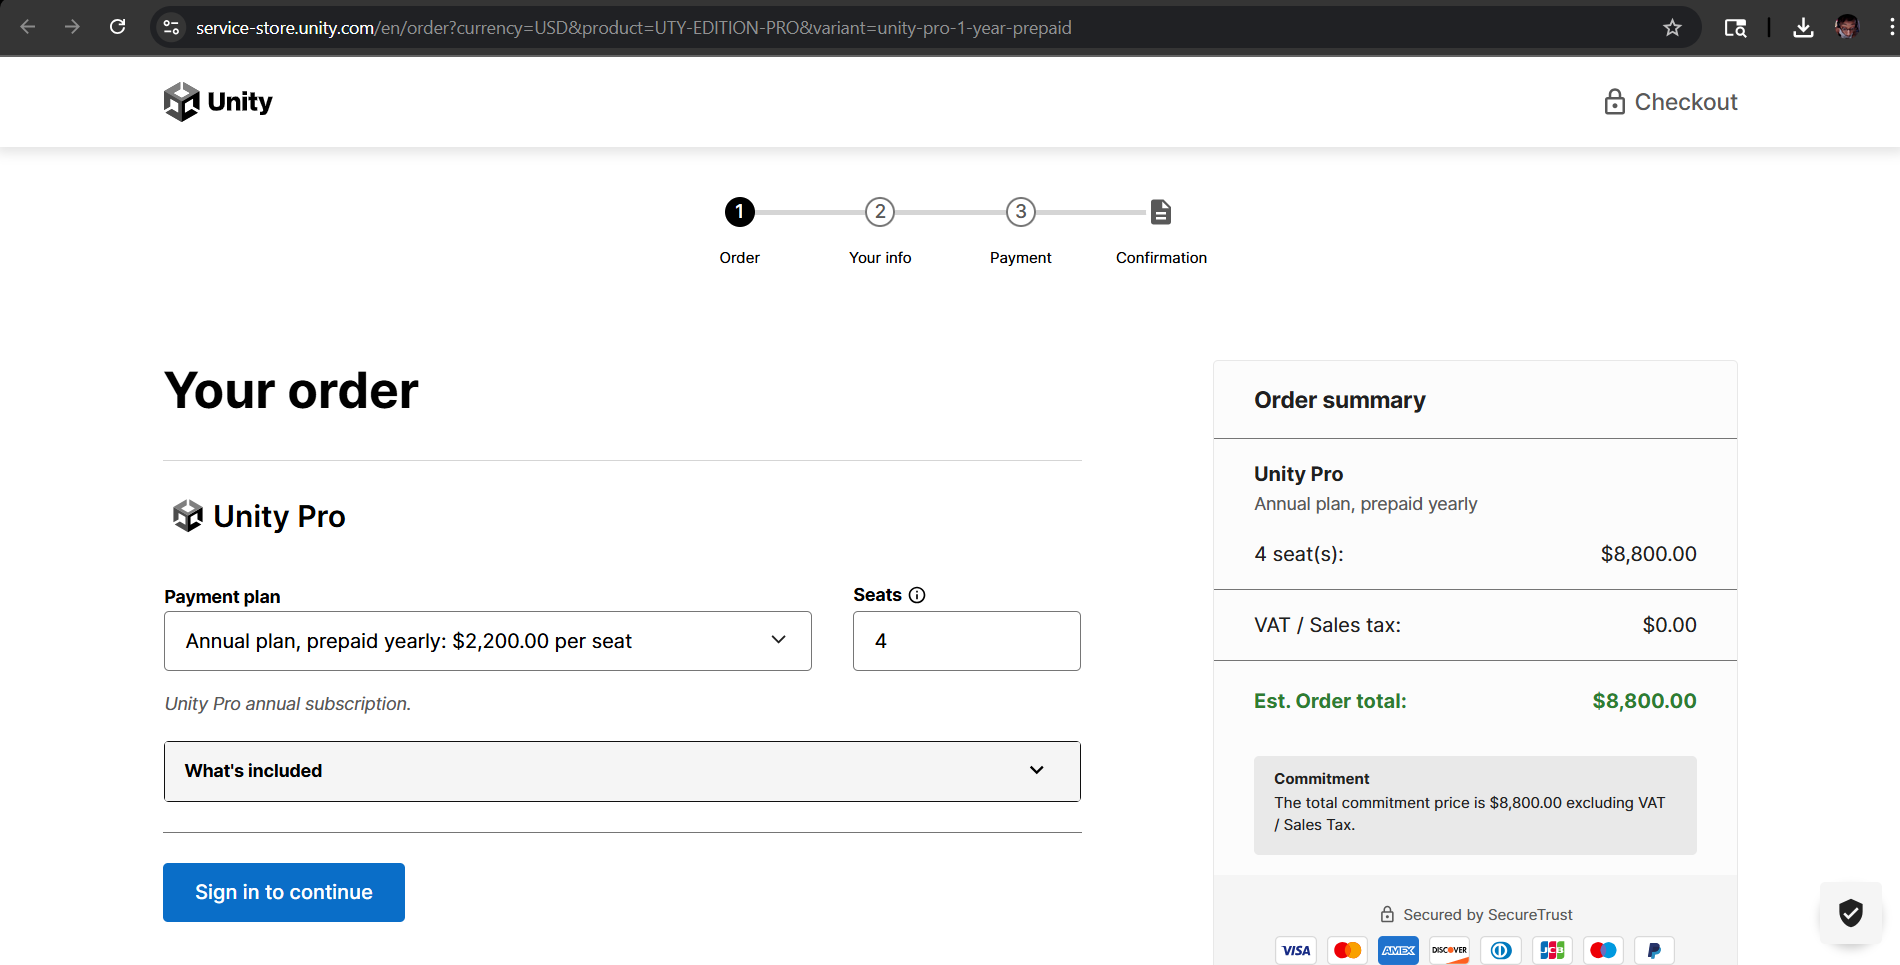 service-store.unity.com/en/order?currency=USD&product=UTY-EDITION-PRO&variant=unity-pro-1-year-prepaid
Unity
Checkout
1
2
3
Order
Your info
Payment
Confirmation
Your order
Unity Pro
Payment plan
Annual plan, prepaid yearly: $2,200.00 per seat
Seats
4
Unity Pro annual subscription.
What's included
Sign in to continue
Order summary
Unity Pro
Annual plan, prepaid yearly
4 seat(s): $8,800.00
VAT / Sales tax: $0.00
Est. Order total: $8,800.00
Commitment
The total commitment price is $8,800.00 excluding VAT
/ Sales Tax.
Secured by SecureTrust
VISA AMEX DISCOVER JCB